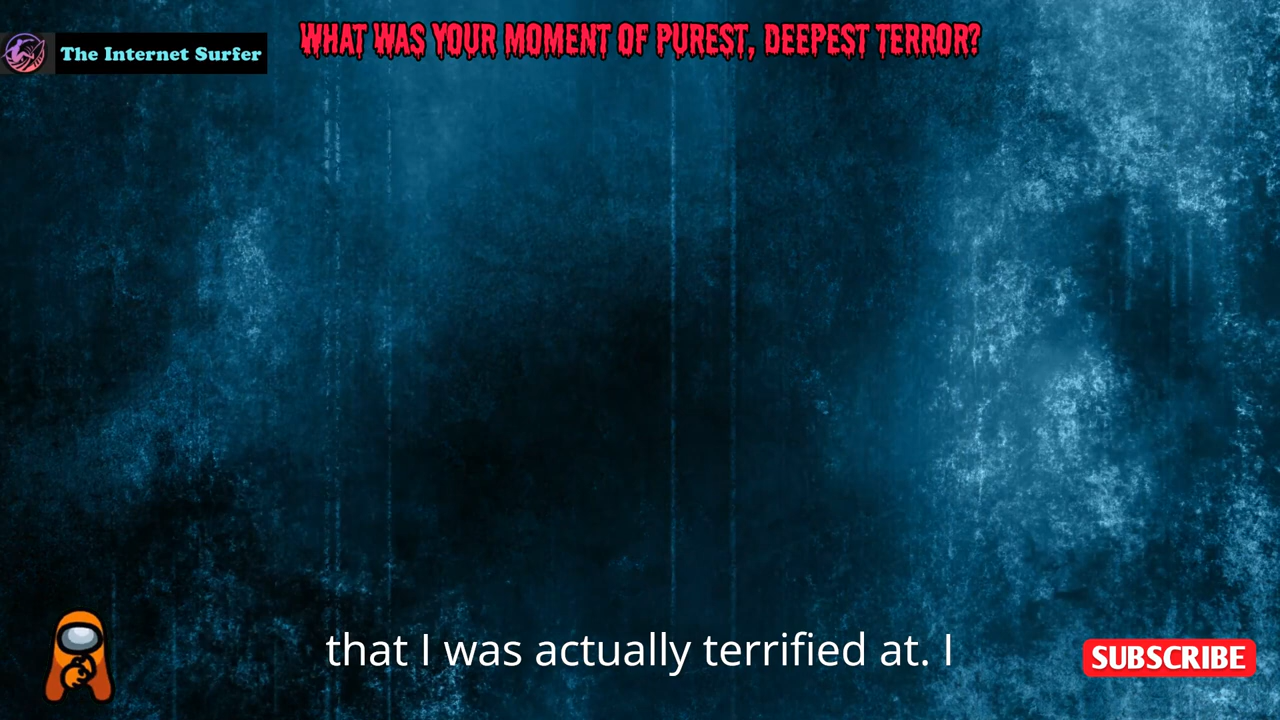 WHAT WAS YOUR MOMENT OF PUREST, DEEPEST TERROR?
The Internet Surfer
that I was actually terrified at. I
SUBSCRIBE